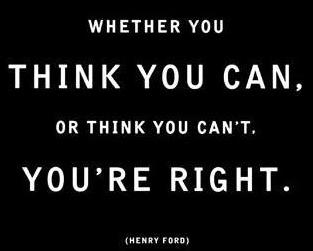 WHETHER YOU
THINK YOU CAN,
OR THINK YOU CAN'T,
YOU'RE RIGHT.
(HENRY FORD)